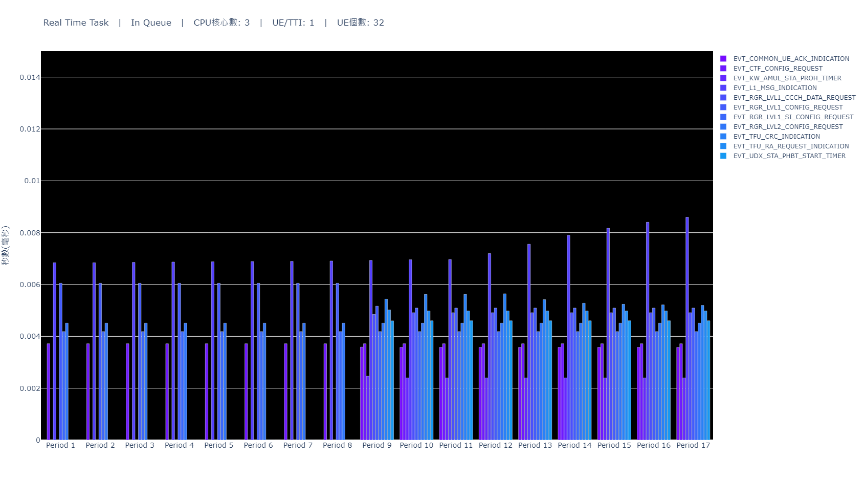 Real Time Task | In Queue | CPU核心數: 3 | UE/TTI: 1 | UE個數: 32
EVT_COMMON_UE_ACK_INDICATION
EVT_CTF_CONFIG_REQUEST
EVT_KW_AMUL_STA_PROH_TIMER
EVT_L1_MSG_INDICATION
EVT_RGR_LVL1_CCCH_DATA_REQUEST
EVT_RGR_LVL1_CONFIG_REQUEST
EVT_RGR_LVL1_SI_CONFIG_REQUEST
EVT_RGR_LVL2_CONFIG_REQUEST
EVT_TFU_CRC_INDICATION
EVT_TFU_RA_REQUEST_INDICATION
EVT_UDX_STA_PHBT_START_TIMER
0.014
0.012
0.01
0.008
0.006
0.004
0.002
0
秒數(毫秒)
Period 1 Period 2 Period 3 Period 4 Period 5 Period 6 Period 7 Period 8 Period 9 Period 10 Period 11 Period 12 Period 13 Period 14 Period 15 Period 16 Period 17